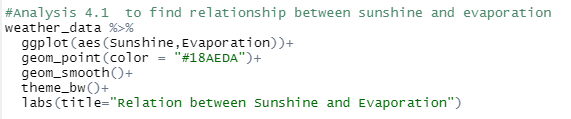 #Analysis 4.1  to find relationship between sunshine and evaporation
weather_data %>%
  ggplot(aes(Sunshine,Evaporation))+
  geom_point(color = "#18AEDA")+
  geom_smooth()+
  theme_bw()+
  labs(title="Relation between Sunshine and Evaporation")